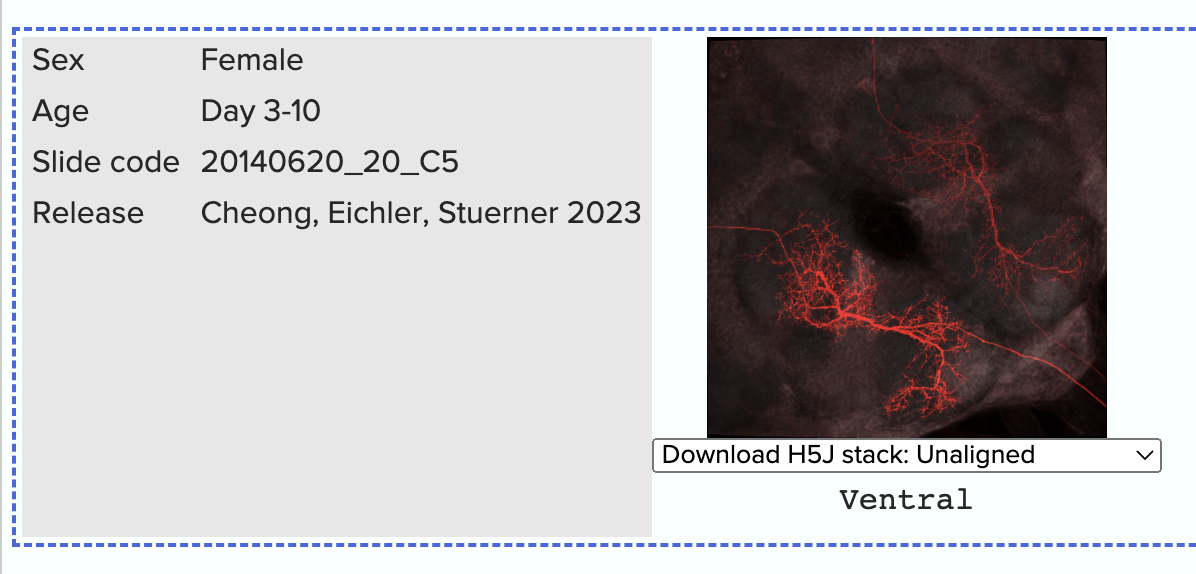 Sex Female
Age Day 3-10
Slide code 20140620_20_C5
Release Cheong, Eichler, Stuerner 2023
Download H5J stack: Unaligned
Ventral